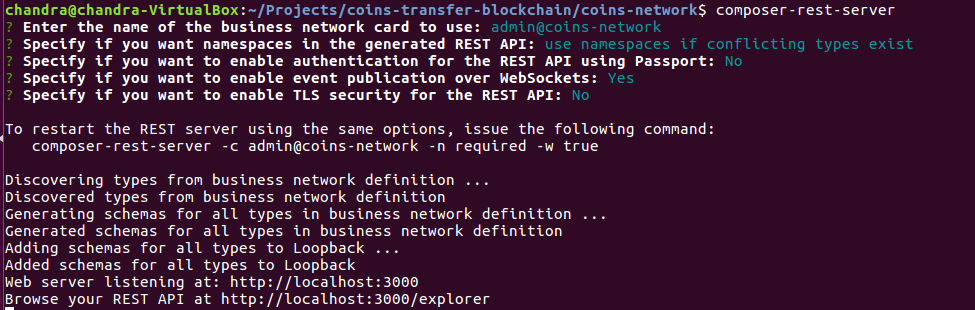 chandra@chandra-VirtualBox:~/Projects/coins-transfer-blockchain/coins-network$ composer-rest-server
? Enter the name of the business network card to use: admin@coins-network
? Specify if you want namespaces in the generated REST API: use namespaces if conflicting types exist
? Specify if you want to enable authentication for the REST API using Passport: No
? Specify if you want to enable event publication over WebSockets: Yes
? Specify if you want to enable TLS security for the REST API: No
To restart the REST server using the same options, issue the following command:
composer-rest-server -c admin@coins-network -n required -w true
Discovering types from business network definition ...
Discovered types from business network definition
Generating schemas for all types in business network definition ...
Generated schemas for all types in business network definition
Adding schemas for all types to Loopback ...
Added schemas for all types to Loopback
Web server listening at: http://localhost:3000
Browse your REST API at http://localhost:3000/explorer